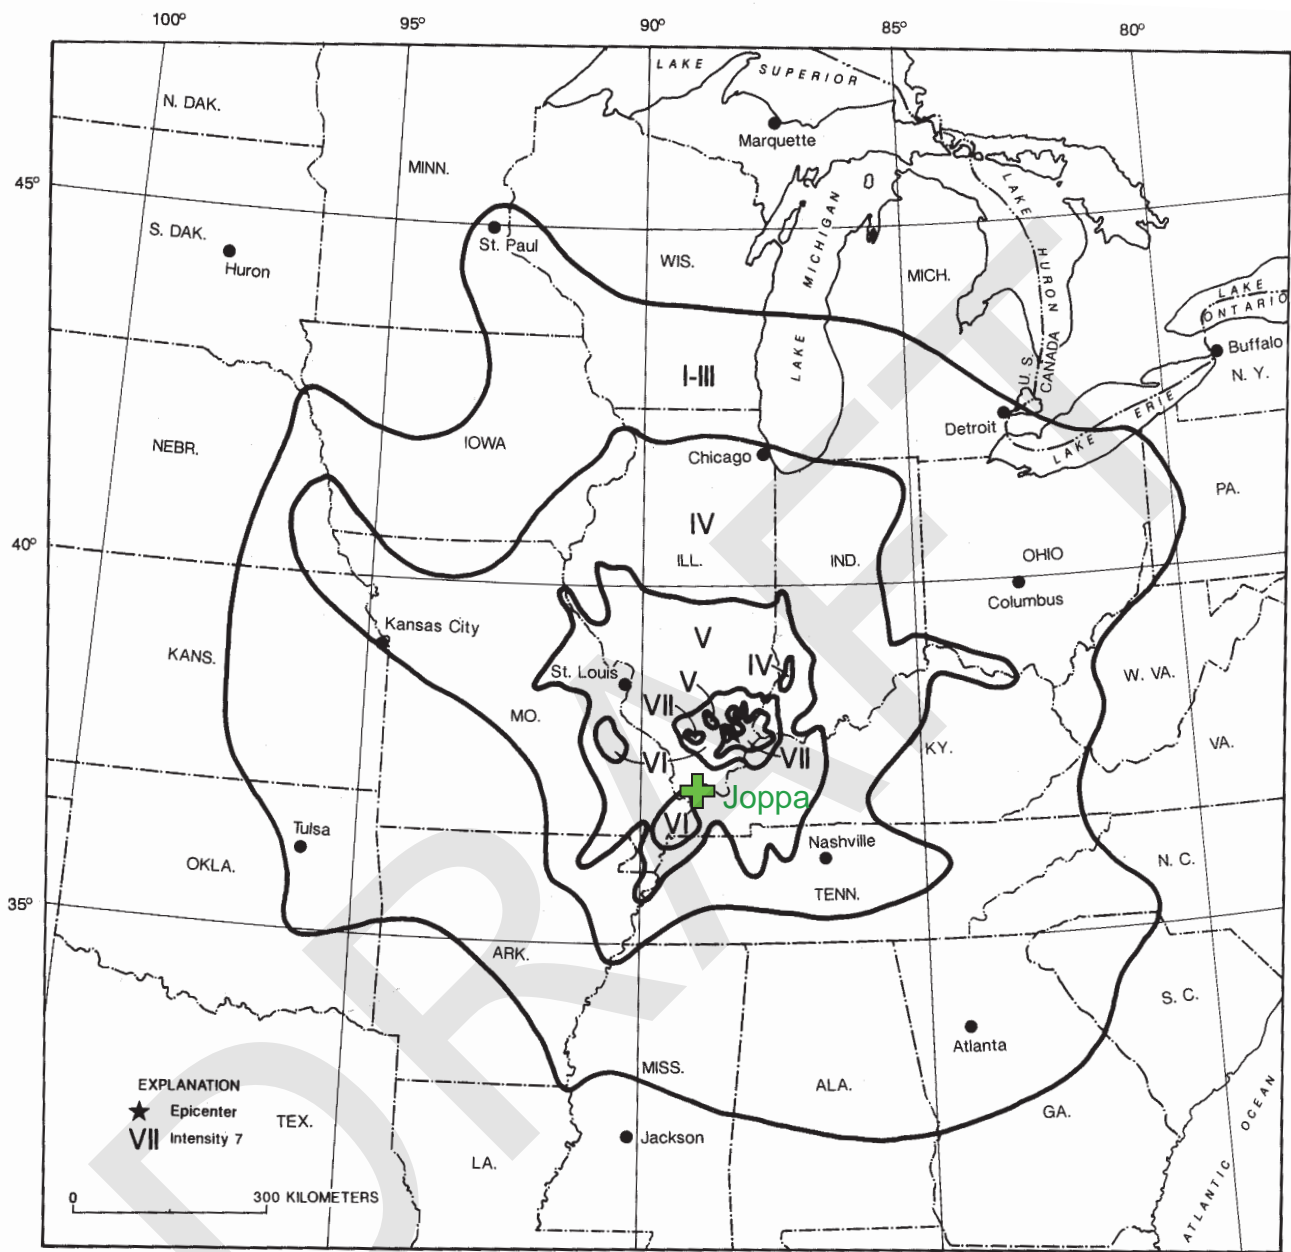 100° 95° 90° 85° 80°
LAKE SUPERIOR
N. DAK.
Marquette
MINN.
45°
LAKE MICHIGAN
LAKE HURON
S. DAK.
St. Paul
Huron
WIS.
MICH.
LAKE ONTARIO
Buffalo
U. S.
CANADA
N. Y.
I-III
LAKE ERIE
Detroit
NEBR.
IOWA
Chicago
PA.
IV
40°
ILL.
IND.
OHIO
Columbus
Kansas City
V
KANS.
St. Louis
IV
W. VA.
V
VII
MO.
VI
VII
KY.
VA.
Joppa
VI
Tulsa
Nashville
OKLA.
TENN.
N. C.
35°
ARK.
S. C.
Atlanta
MISS.
ALA.
GA.
EXPLANATION
Epicenter
VII Intensity 7
TEX.
Jackson
LA.
ATLANTIC OCEAN
0 300 KILOMETERS
DRAFT